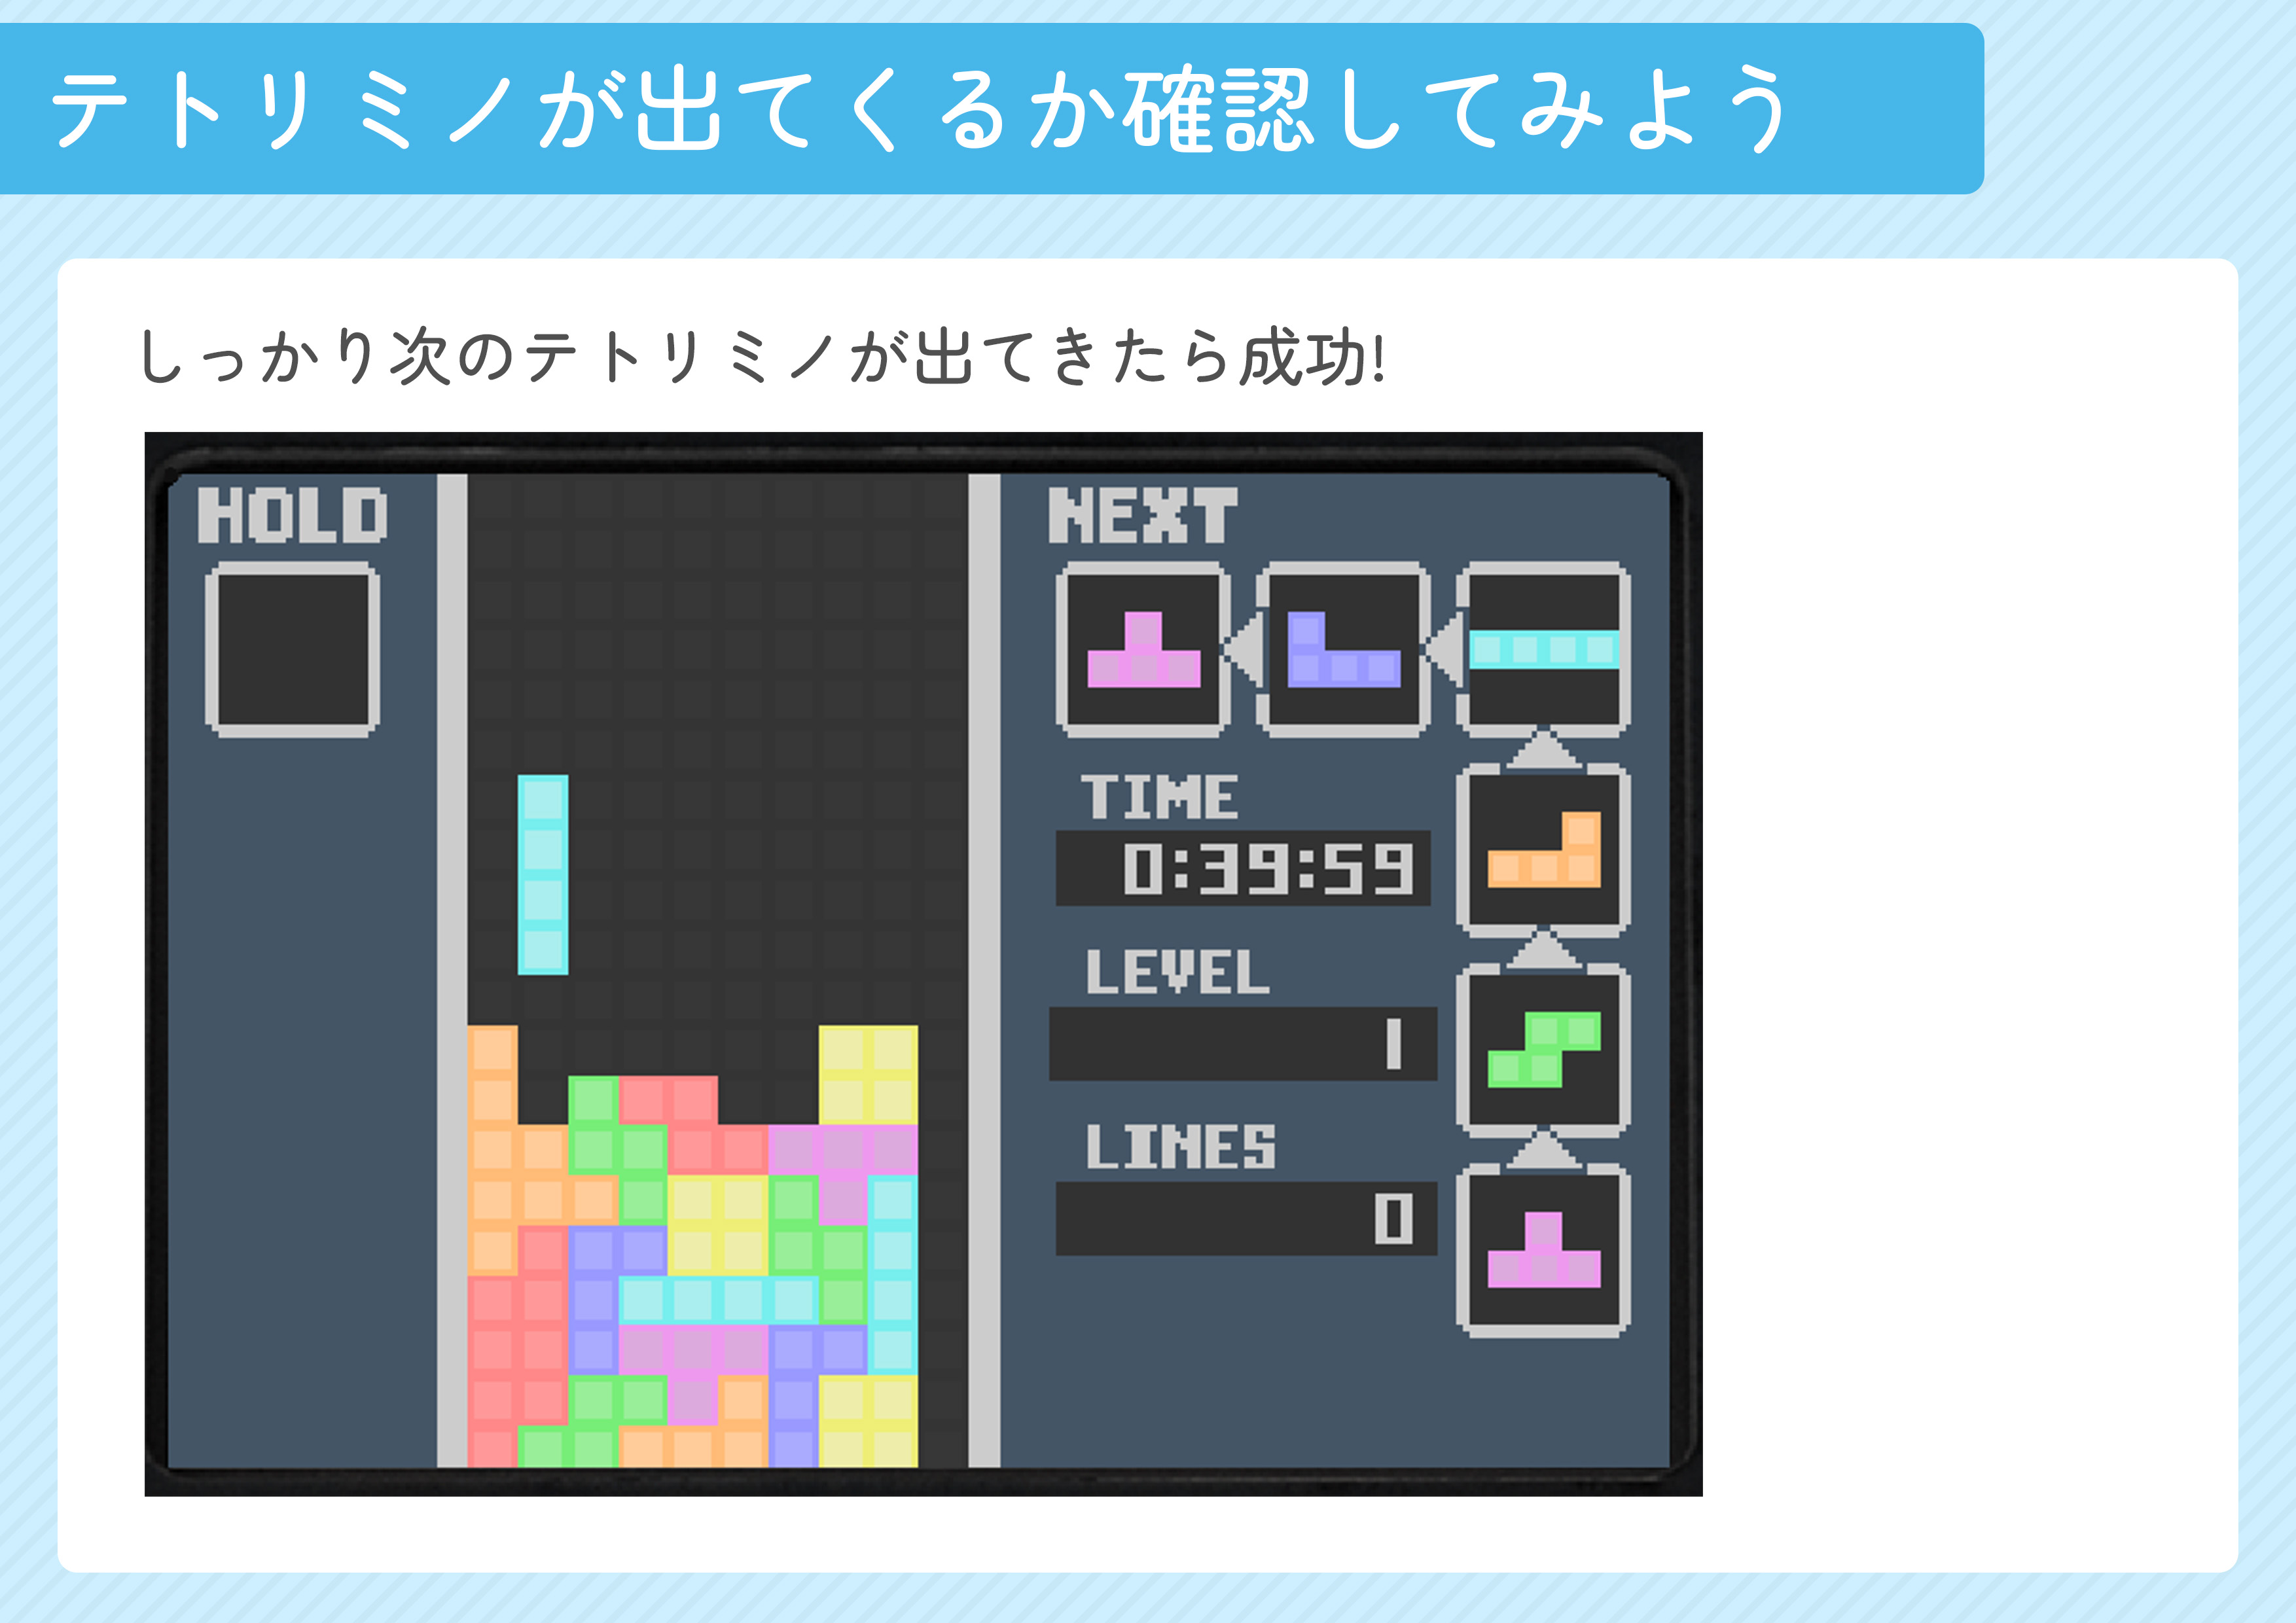 テトリミノが出てくるか確認してみよう
しっかり次のテトリミノが出てきたら成功!
HOLD
NEXT
TIME
0:39:59
LEVEL
1
LINES
0